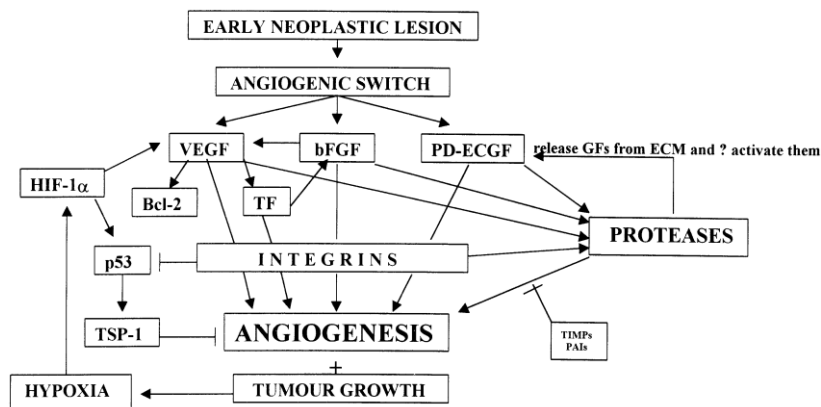 EARLY NEOPLASTIC LESION
ANGIOGENIC SWITCH
VEGF
bFGF
PD-ECGF
release GFs from ECM and ? activate them
HIF-1α
Bcl-2
TF
PROTEASES
p53
I N T E G R I N S
TSP-1
ANGIOGENESIS
TIMPs
PAIs
+
HYPOXIA
TUMOUR GROWTH